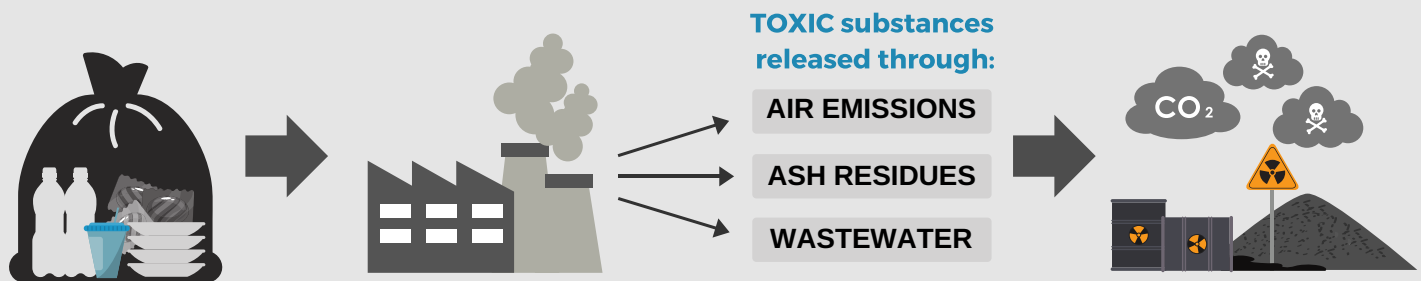 TOXIC substances
released through:
AIR EMISSIONS
ASH RESIDUES
WASTEWATER
CO₂